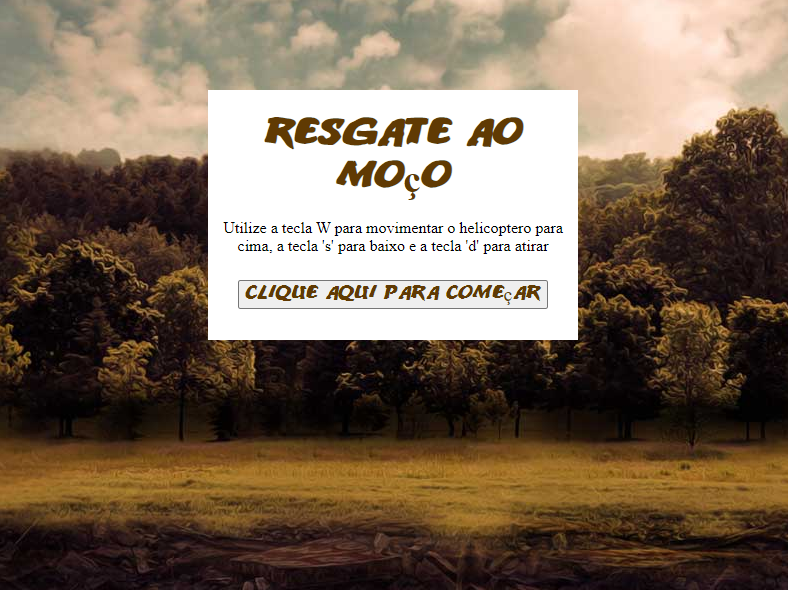 RESGATE AO
MOÇO
Utilize a tecla W para movimentar o helicoptero para
cima, a tecla 's' para baixo e a tecla 'd' para atirar
CLIQUE AQUI PARA COMEÇAR